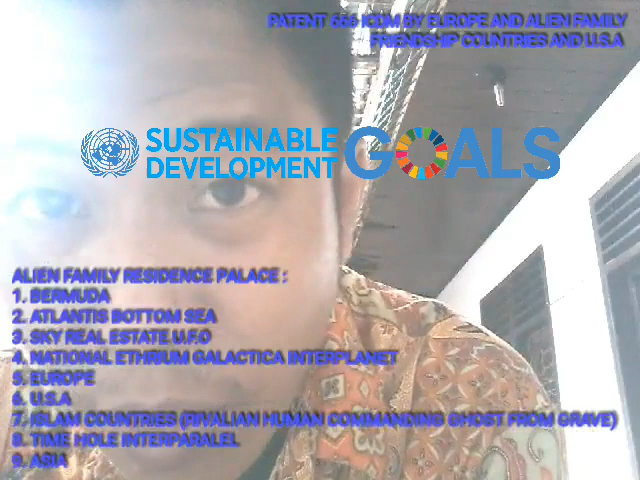 PATENT 666 ICDM BY EUROPE AND ALIEN FAMILY
FRIENDSHIP COUNTRIES AND U.S.A
SUSTAINABLE
DEVELOPMENT
GOALS
ALIEN FAMILY RESIDENCE PALACE :
1. BERMUDA
2. ATLANTIS BOTTOM SEA
3. SKY REAL ESTATE U.F.O
4. NATIONAL ETHRIUM GALACTICA INTERPLANET
5. EUROPE
6. U.S.A
7. ISLAM COUNTRIES (RIVALIAN HUMAN COMMANDING GHOST FROM GRAVE)
8. TIME HOLE INTERPARALEL
9. ASIA